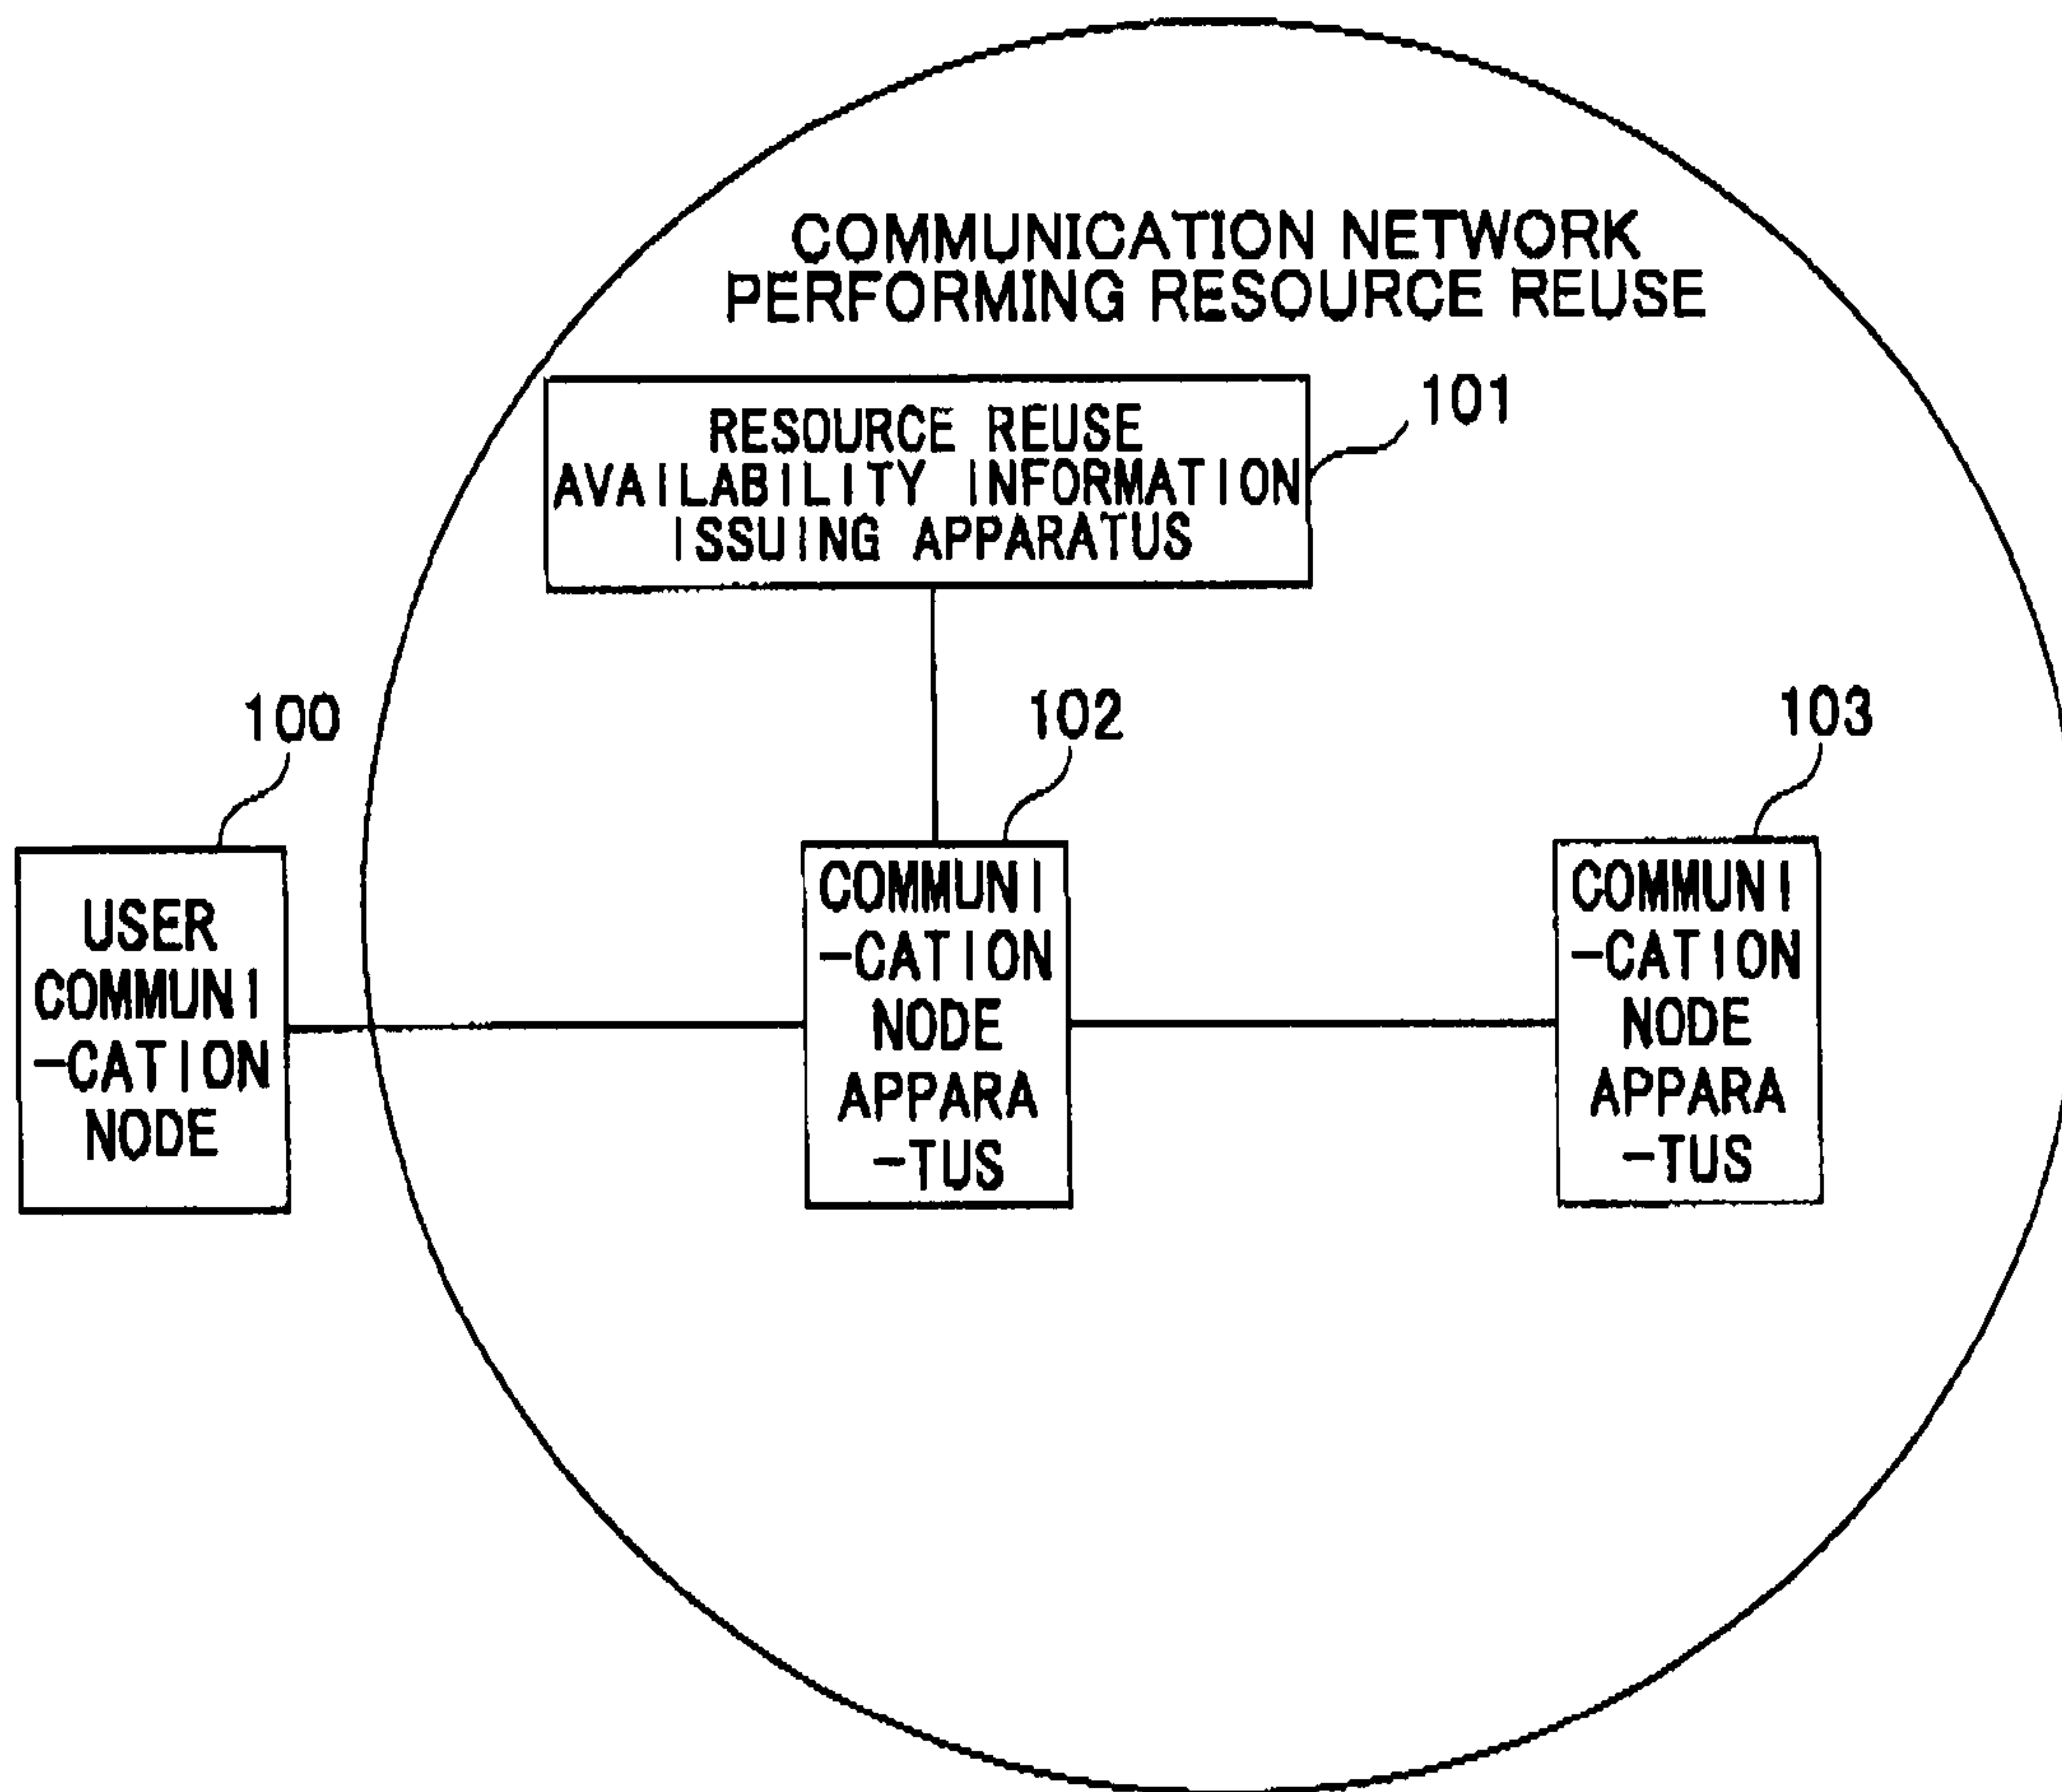 COMMUNICATION NETWORK
PERFORMING RESOURCE REUSE
101
RESOURCE REUSE
AVAILABILITY INFORMATION
ISSUING APPARATUS
100
102
103
USER
COMMUNI
-CATION
NODE
COMMUNI
-CATION
NODE
APPARA
-TUS
COMMUNI
-CATION
NODE
APPARA
-TUS